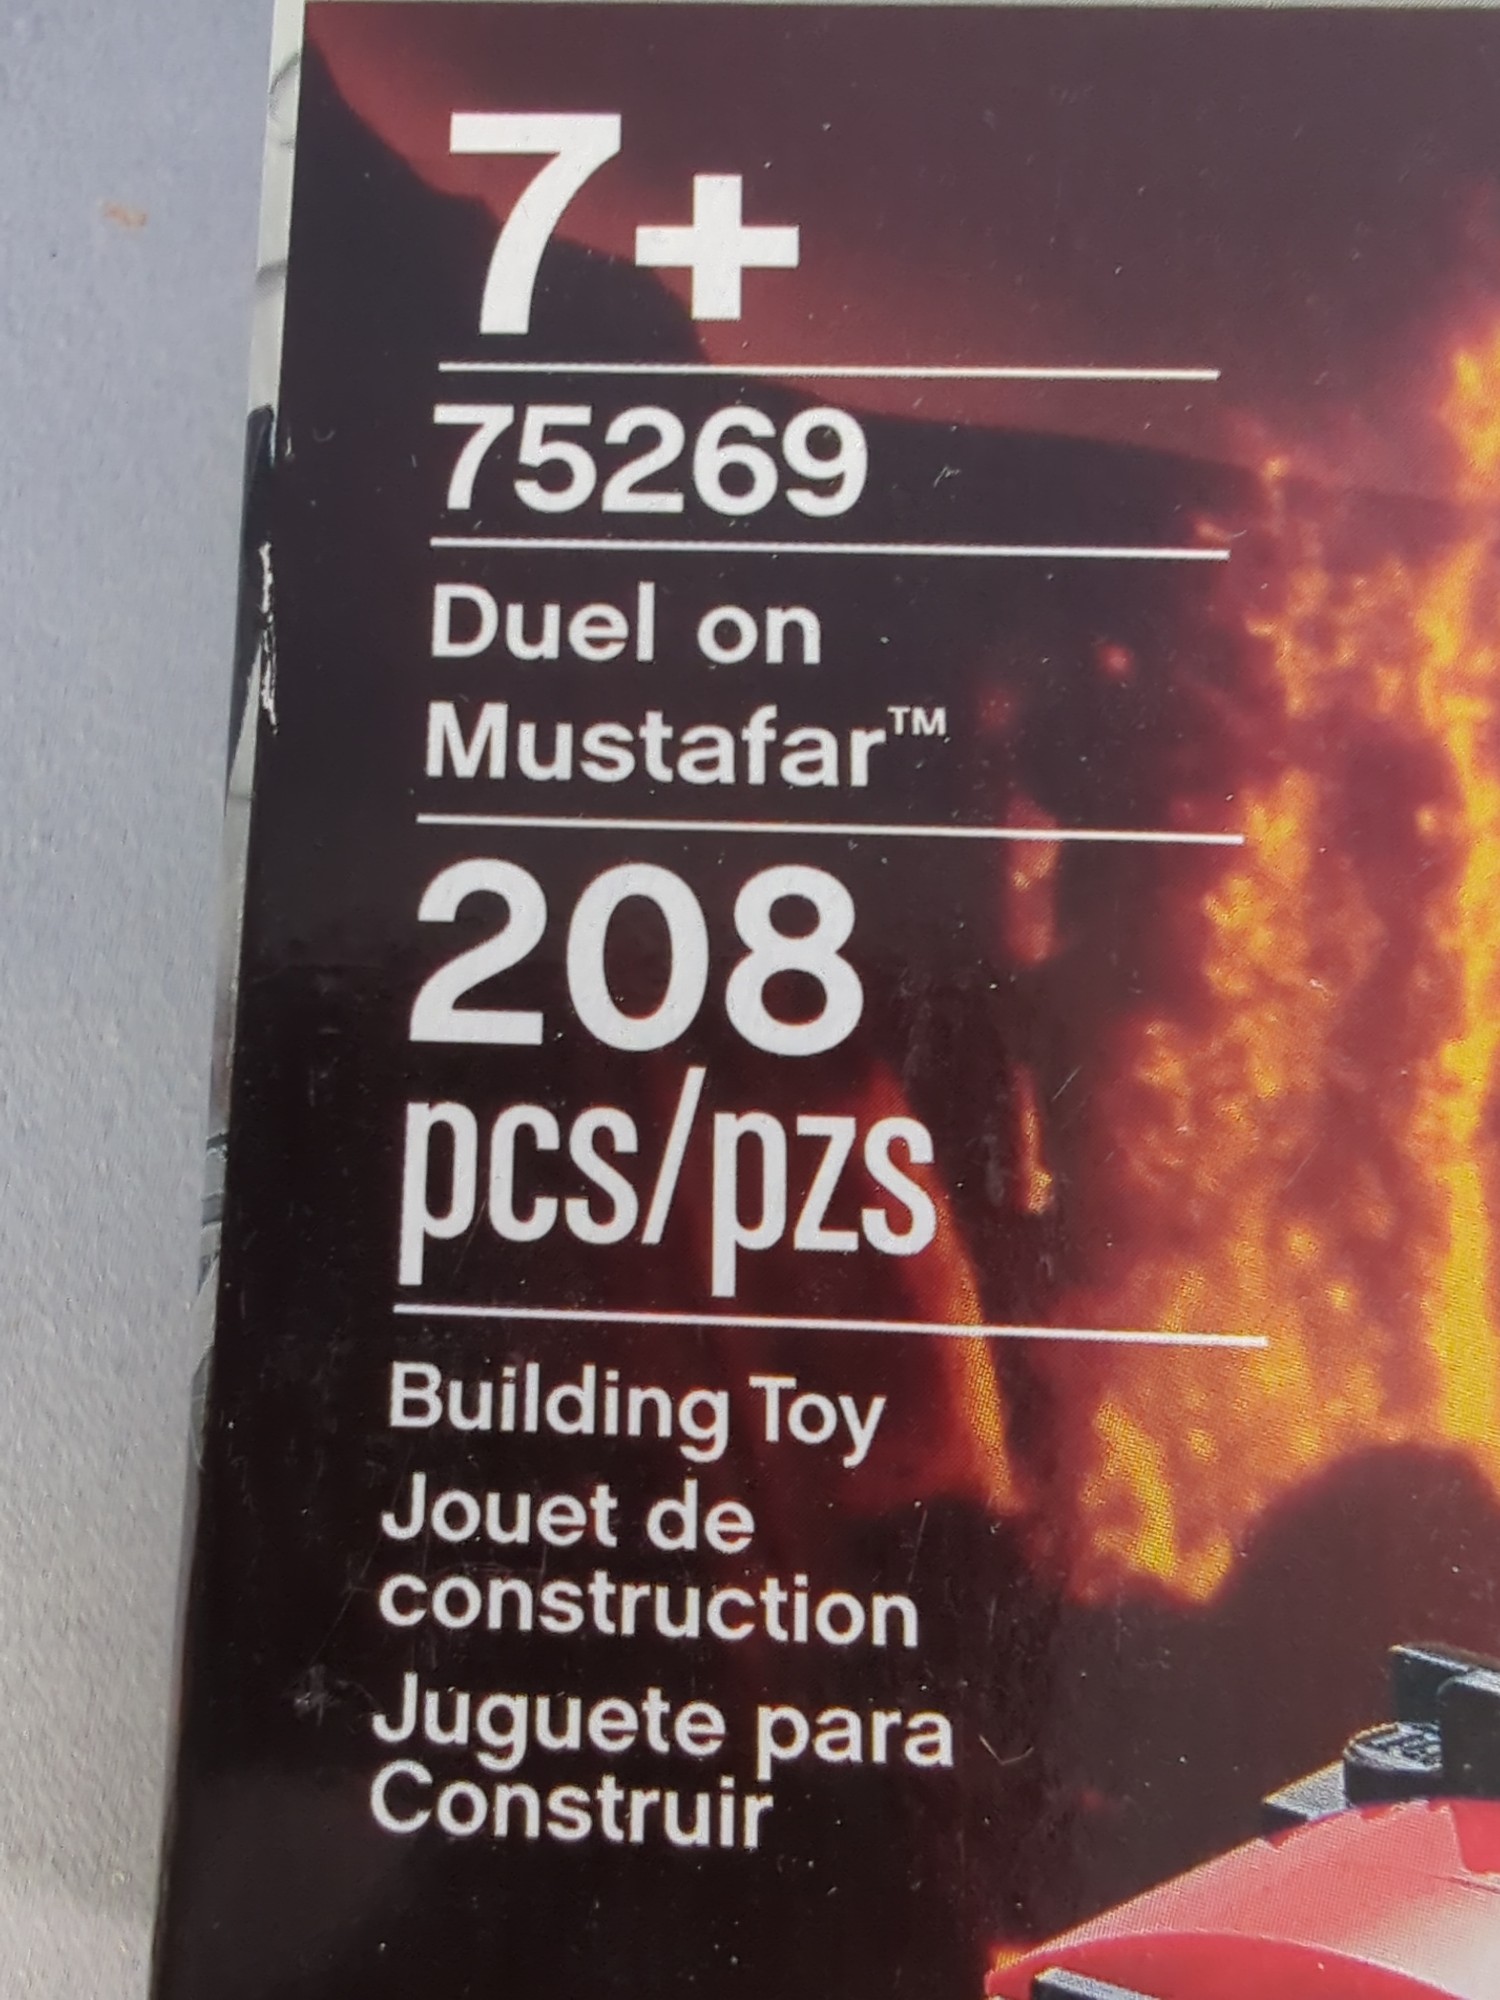 7+
75269
Duel on
Mustafar™
208
pcs/pzs
Building Toy
Jouet de
construction
Juguete para
Construir